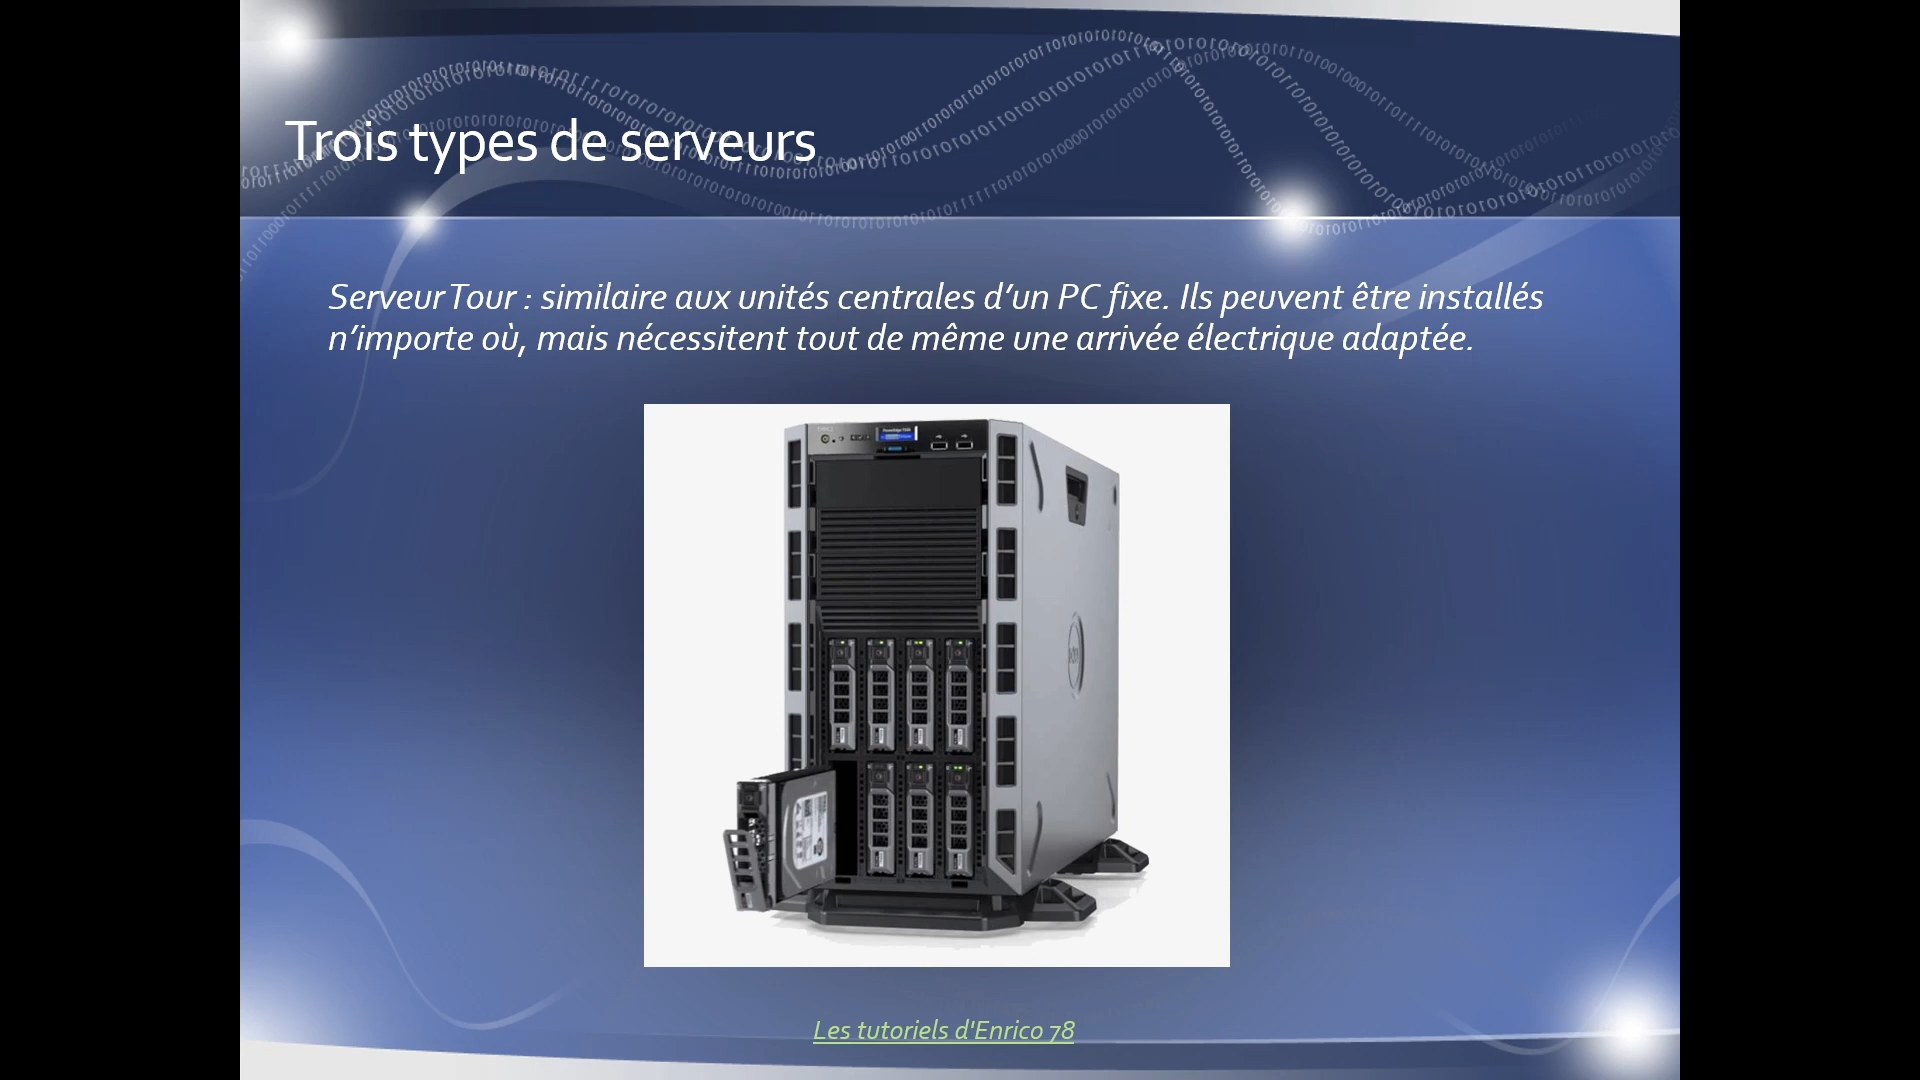 Trois types de serveurs
Serveur Tour : similaire aux unités centrales d’un PC fixe. Ils peuvent être installés
n’importe où, mais nécessitent tout de même une arrivée électrique adaptée.
Les tutoriels d'Enrico 78